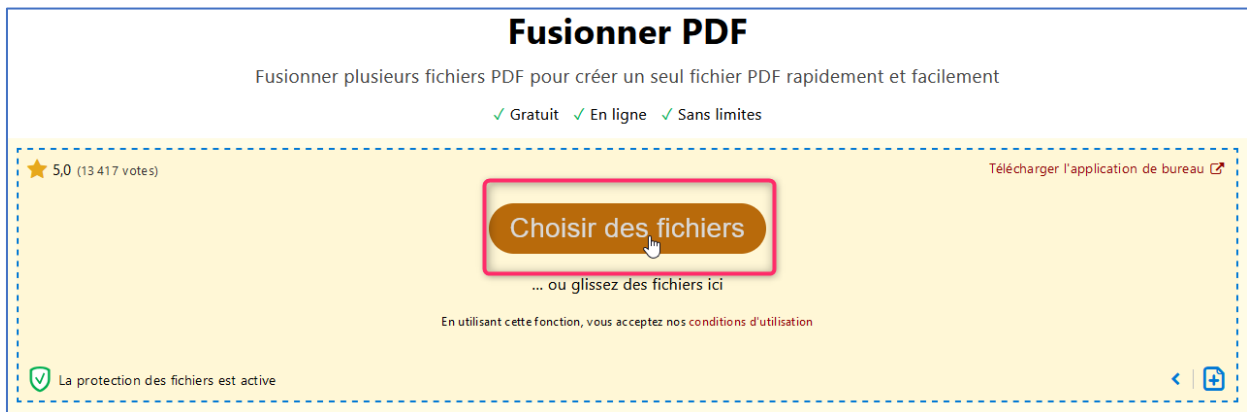 Fusionner PDF
Fusionner plusieurs fichiers PDF pour créer un seul fichier PDF rapidement et facilement
✓ Gratuit ✓ En ligne ✓ Sans limites
5,0 (13 417 votes)
Télécharger l'application de bureau
Choisir des fichiers
... ou glissez des fichiers ici
En utilisant cette fonction, vous acceptez nos conditions d'utilisation
La protection des fichiers est active